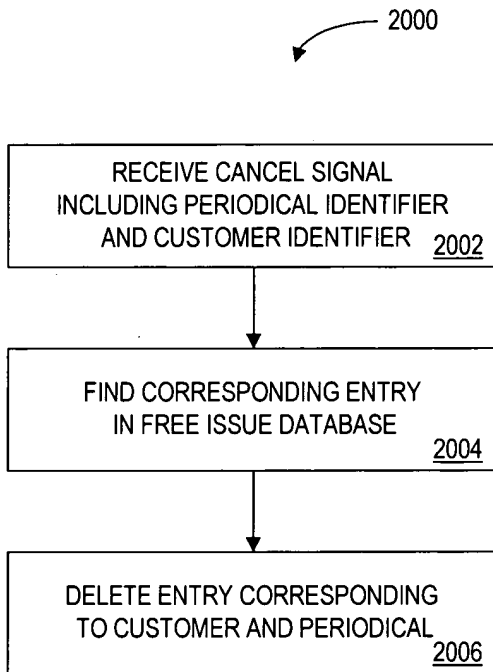 2000
RECEIVE CANCEL SIGNAL
INCLUDING PERIODICAL IDENTIFIER
AND CUSTOMER IDENTIFIER
2002
FIND CORRESPONDING ENTRY
IN FREE ISSUE DATABASE
2004
DELETE ENTRY CORRESPONDING
TO CUSTOMER AND PERIODICAL
2006